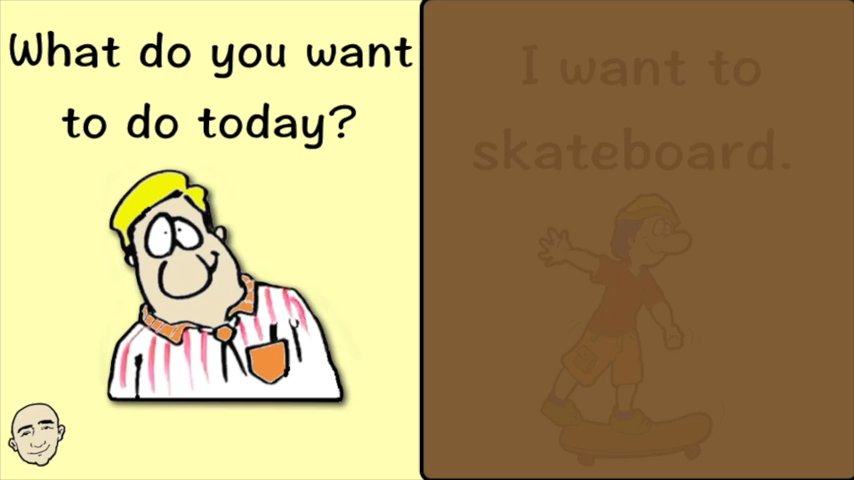 What do you want
to do today?
I want to
skateboard.